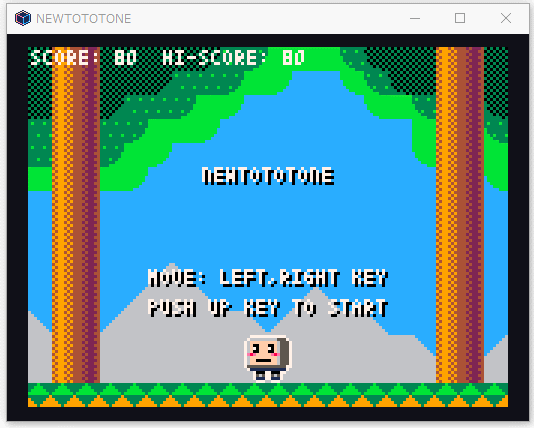 NEWTOTOTONE
SCORE: 80 HI-SCORE: 80
NEWTOTOTONE
MOVE: LEFT,RIGHT KEY
PUSH UP KEY TO START